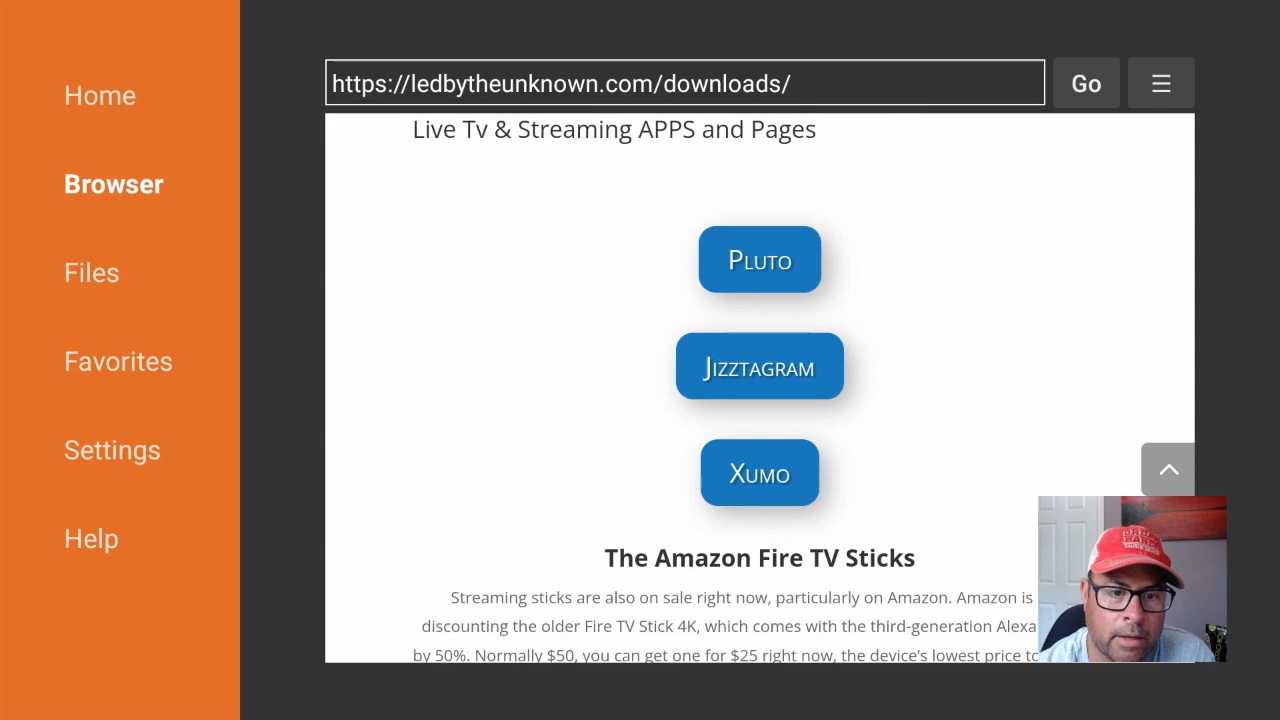 Home
Browser
Files
Favorites
Settings
Help
https://ledbytheunknown.com/downloads/
Go
Live Tv & Streaming APPS and Pages
Pluto
Jizztagram
Xumo
The Amazon Fire TV Sticks
Streaming sticks are also on sale right now, particularly on Amazon. Amazon is
discounting the older Fire TV Stick 4K, which comes with the third-generation Alexa
by 50%. Normally $50, you can get one for $25 right now, the device's lowest price to